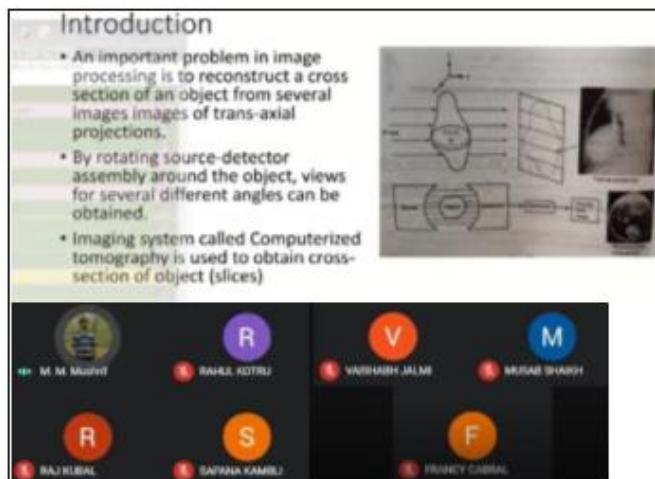 Introduction
• An important problem in image
processing is to reconstruct a cross
section of an object from several
images images of trans-axial
projections.
• By rotating source-detector
assembly around the object, views
for several different angles can be
obtained.
• Imaging system called Computerized
tomography is used to obtain cross-
section of object (slices)
R
V
M
M. M. Mushrif
RAHUL KOTRU
VAISHABH JALMI
MUSAB SHAIKH
R
S
F
RAJ KUBAL
SAPANA KAMBLI
FRANCY CABRAL